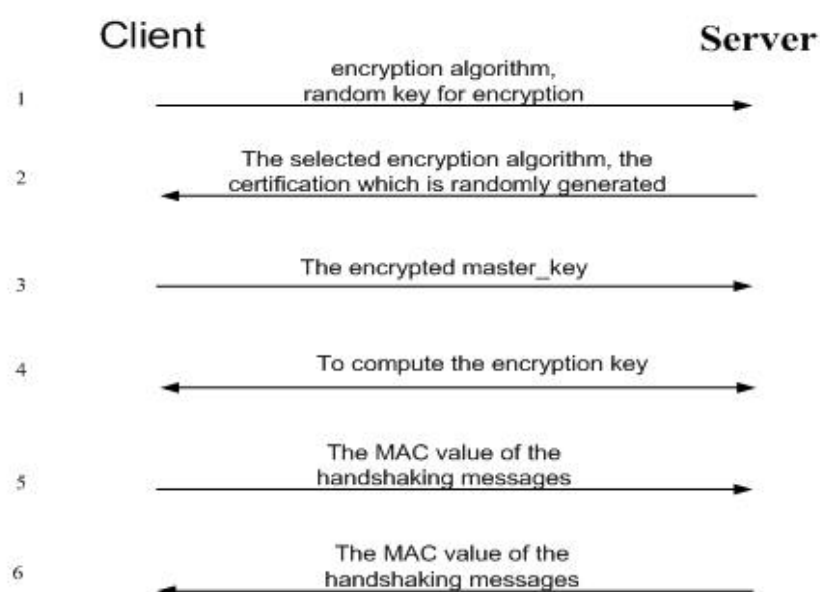 Client
Server
1
encryption algorithm,
random key for encryption
2
The selected encryption algorithm, the
certification which is randomly generated
3
The encrypted master_key
4
To compute the encryption key
5
The MAC value of the
handshaking messages
6
The MAC value of the
handshaking messages